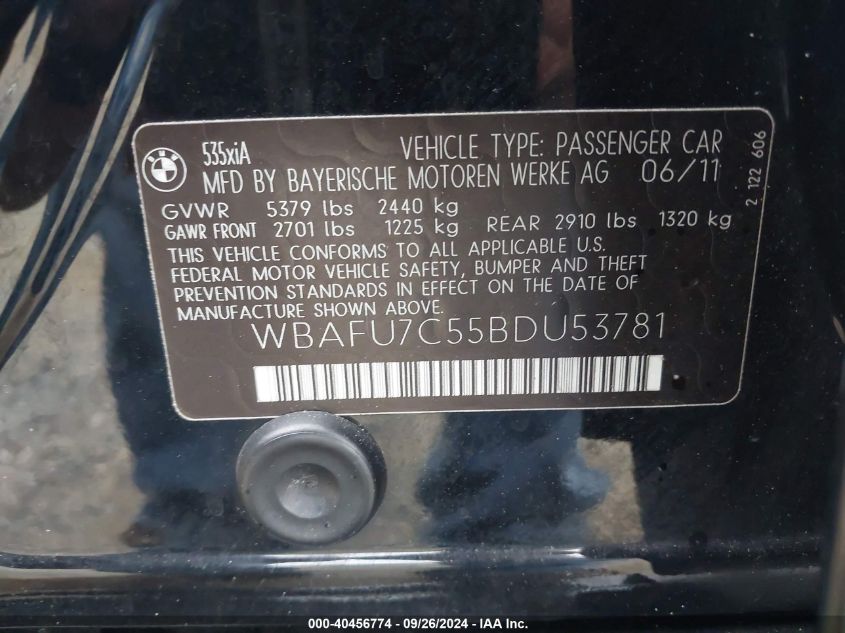 BMW
535xiA VEHICLE TYPE: PASSENGER CAR
MFD BY BAYERISCHE MOTOREN WERKE AG 06/11
GVWR 5379 lbs 2440 kg
GAWR FRONT 2701 lbs 1225 kg REAR 2910 lbs 1320 kg
THIS VEHICLE CONFORMS TO ALL APPLICABLE U.S.
FEDERAL MOTOR VEHICLE SAFETY, BUMPER AND THEFT
PREVENTION STANDARDS IN EFFECT ON THE DATE OF
MANUFACTURE SHOWN ABOVE.
WBAFU7C55BDU53781
2 122 606
000-40456774 - 09/26/2024 - IAA Inc.